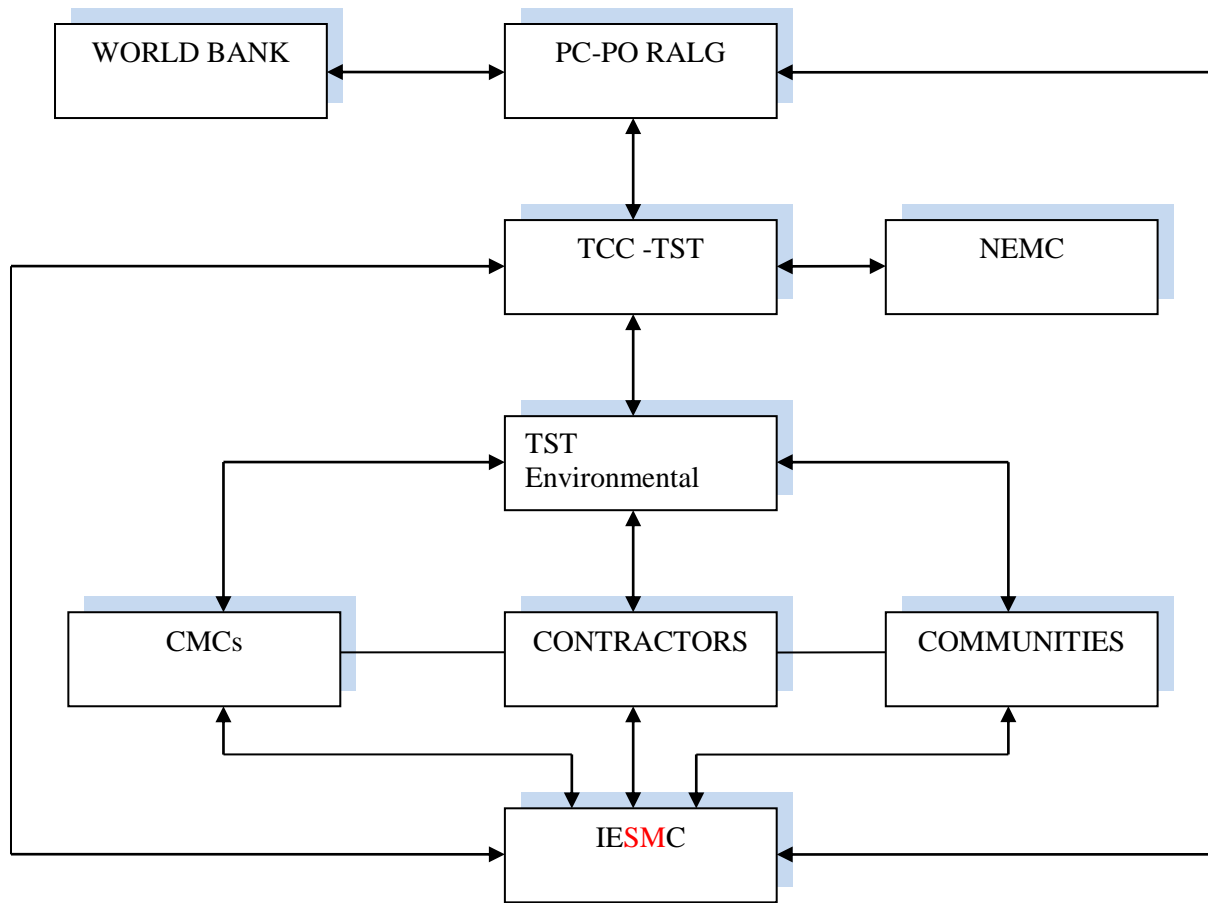 WORLD BANK
PC-PO RALG
TCC -TST
NEMC
TST
Environmental
CMCs
CONTRACTORS
COMMUNITIES
IESMC